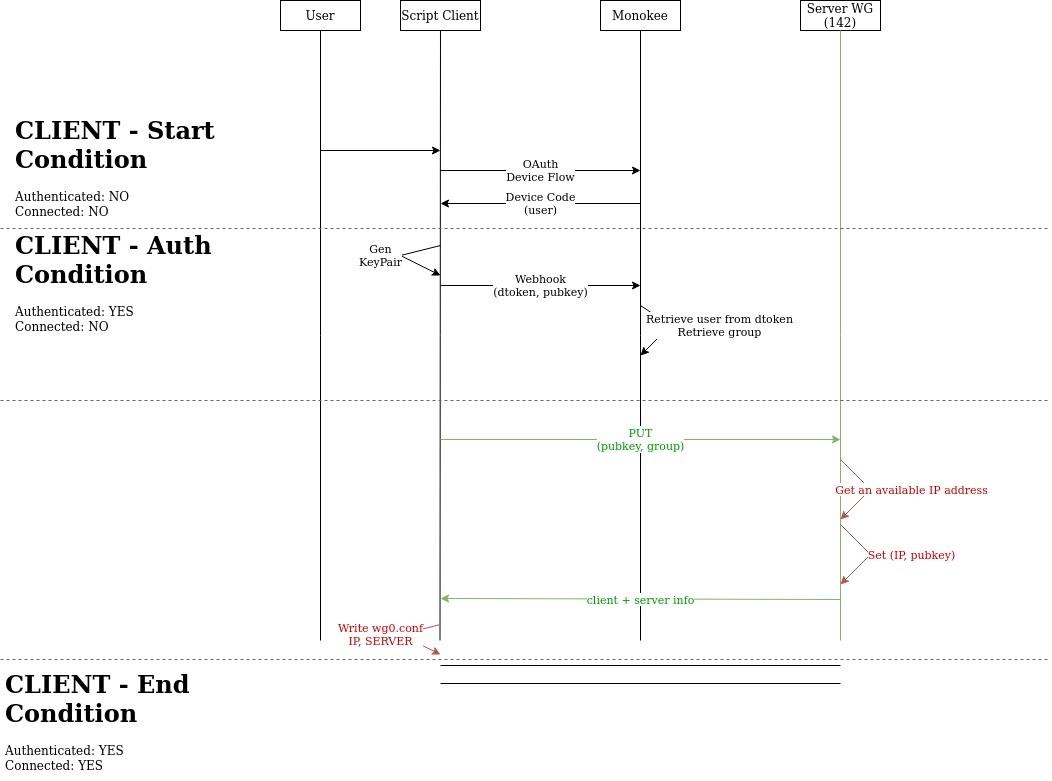 User
Script Client
Monokee
Server WG
(142)
CLIENT - Start
Condition
Authenticated: NO
Connected: NO
OAuth
Device Flow
Device Code
(user)
CLIENT - Auth
Condition
Authenticated: YES
Connected: NO
Gen
KeyPair
Webhook
(dtoken, pubkey)
Retrieve user from dtoken
Retrieve group
PUT
(pubkey, group)
Get an available IP address
Set (IP, pubkey)
client + server info
Write wg0.conf
IP, SERVER
CLIENT - End
Condition
Authenticated: YES
Connected: YES